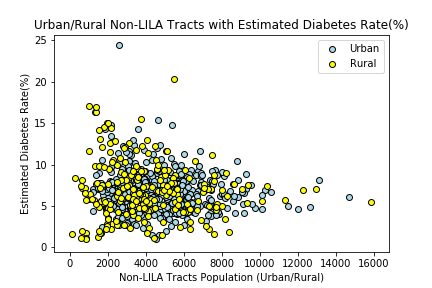 Urban/Rural Non-LILA Tracts with Estimated Diabetes Rate(%)
25
20
15
10
5
0
Estimated Diabetes Rate(%)
Urban
Rural
0 2000 4000 6000 8000 10000 12000 14000 16000
Non-LILA Tracts Population (Urban/Rural)